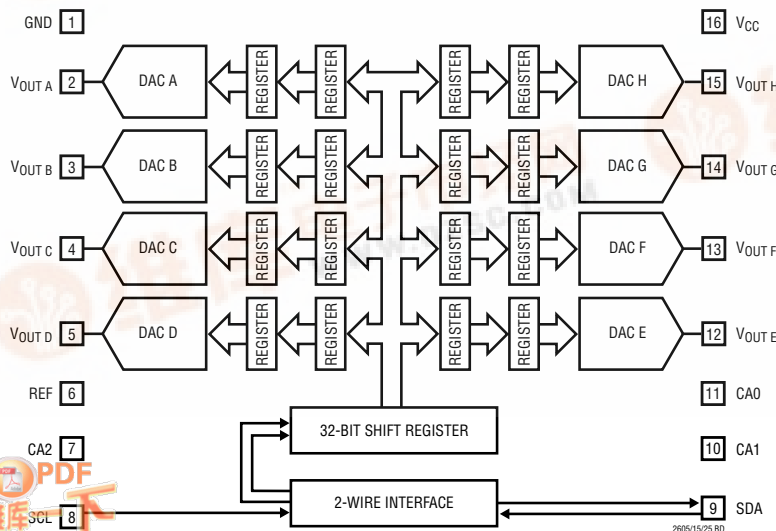 GND 1
16 VCC
VOUT A 2
DAC A
REGISTER
REGISTER
REGISTER
REGISTER
DAC H
15 VOUT H
VOUT B 3
DAC B
REGISTER
REGISTER
REGISTER
REGISTER
DAC G
14 VOUT G
VOUT C 4
DAC C
REGISTER
REGISTER
REGISTER
REGISTER
DAC F
13 VOUT F
VOUT D 5
DAC D
REGISTER
REGISTER
REGISTER
REGISTER
DAC E
12 VOUT E
REF 6
11 CA0
32-BIT SHIFT REGISTER
CA2 7
10 CA1
PDF
SCL 8
2-WIRE INTERFACE
9 SDA
2605/15/25 BD